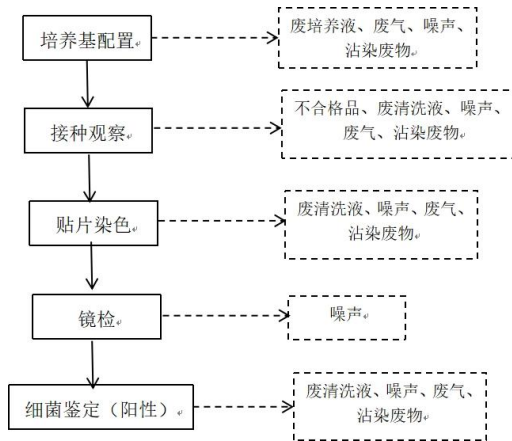 培养基配置
废培养液、废气、噪声、
沾染废物
接种观察
不合格品、废清洗液、噪声、
废气、沾染废物
贴片染色
废清洗液、噪声、废气、
沾染废物
镜检
噪声
细菌鉴定（阳性）
废清洗液、噪声、废气、
沾染废物